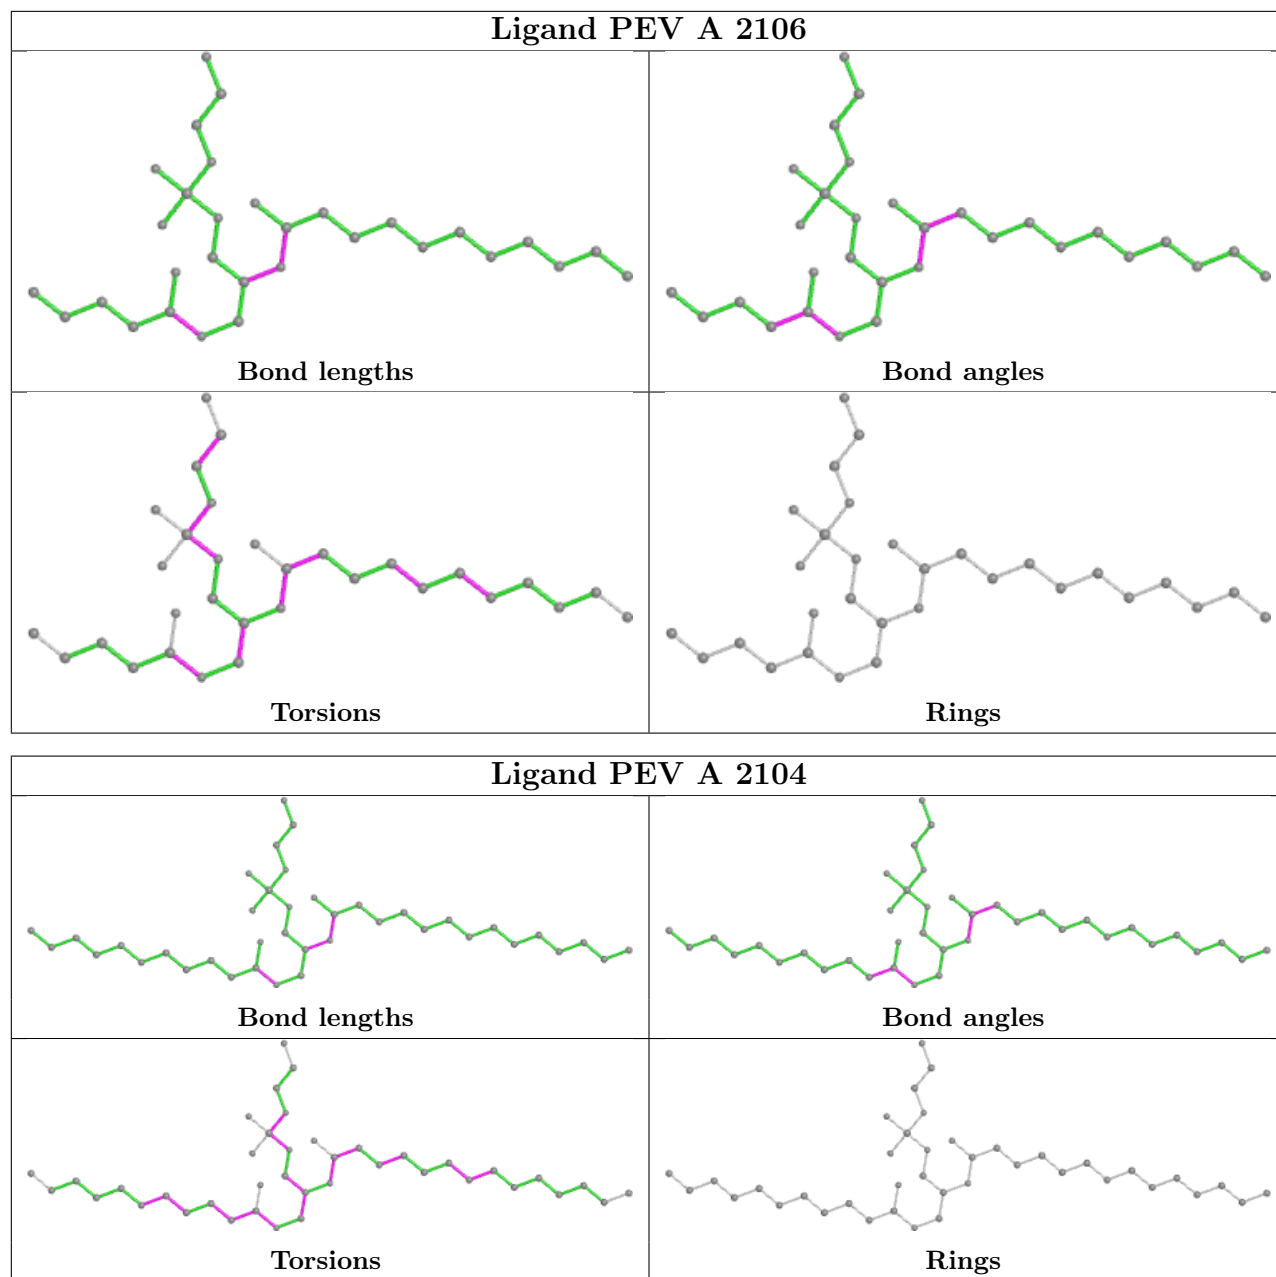 Ligand PEV A 2106
Bond lengths
Bond angles
Torsions
Rings
Ligand PEV A 2104
Bond lengths
Bond angles
Torsions
Rings